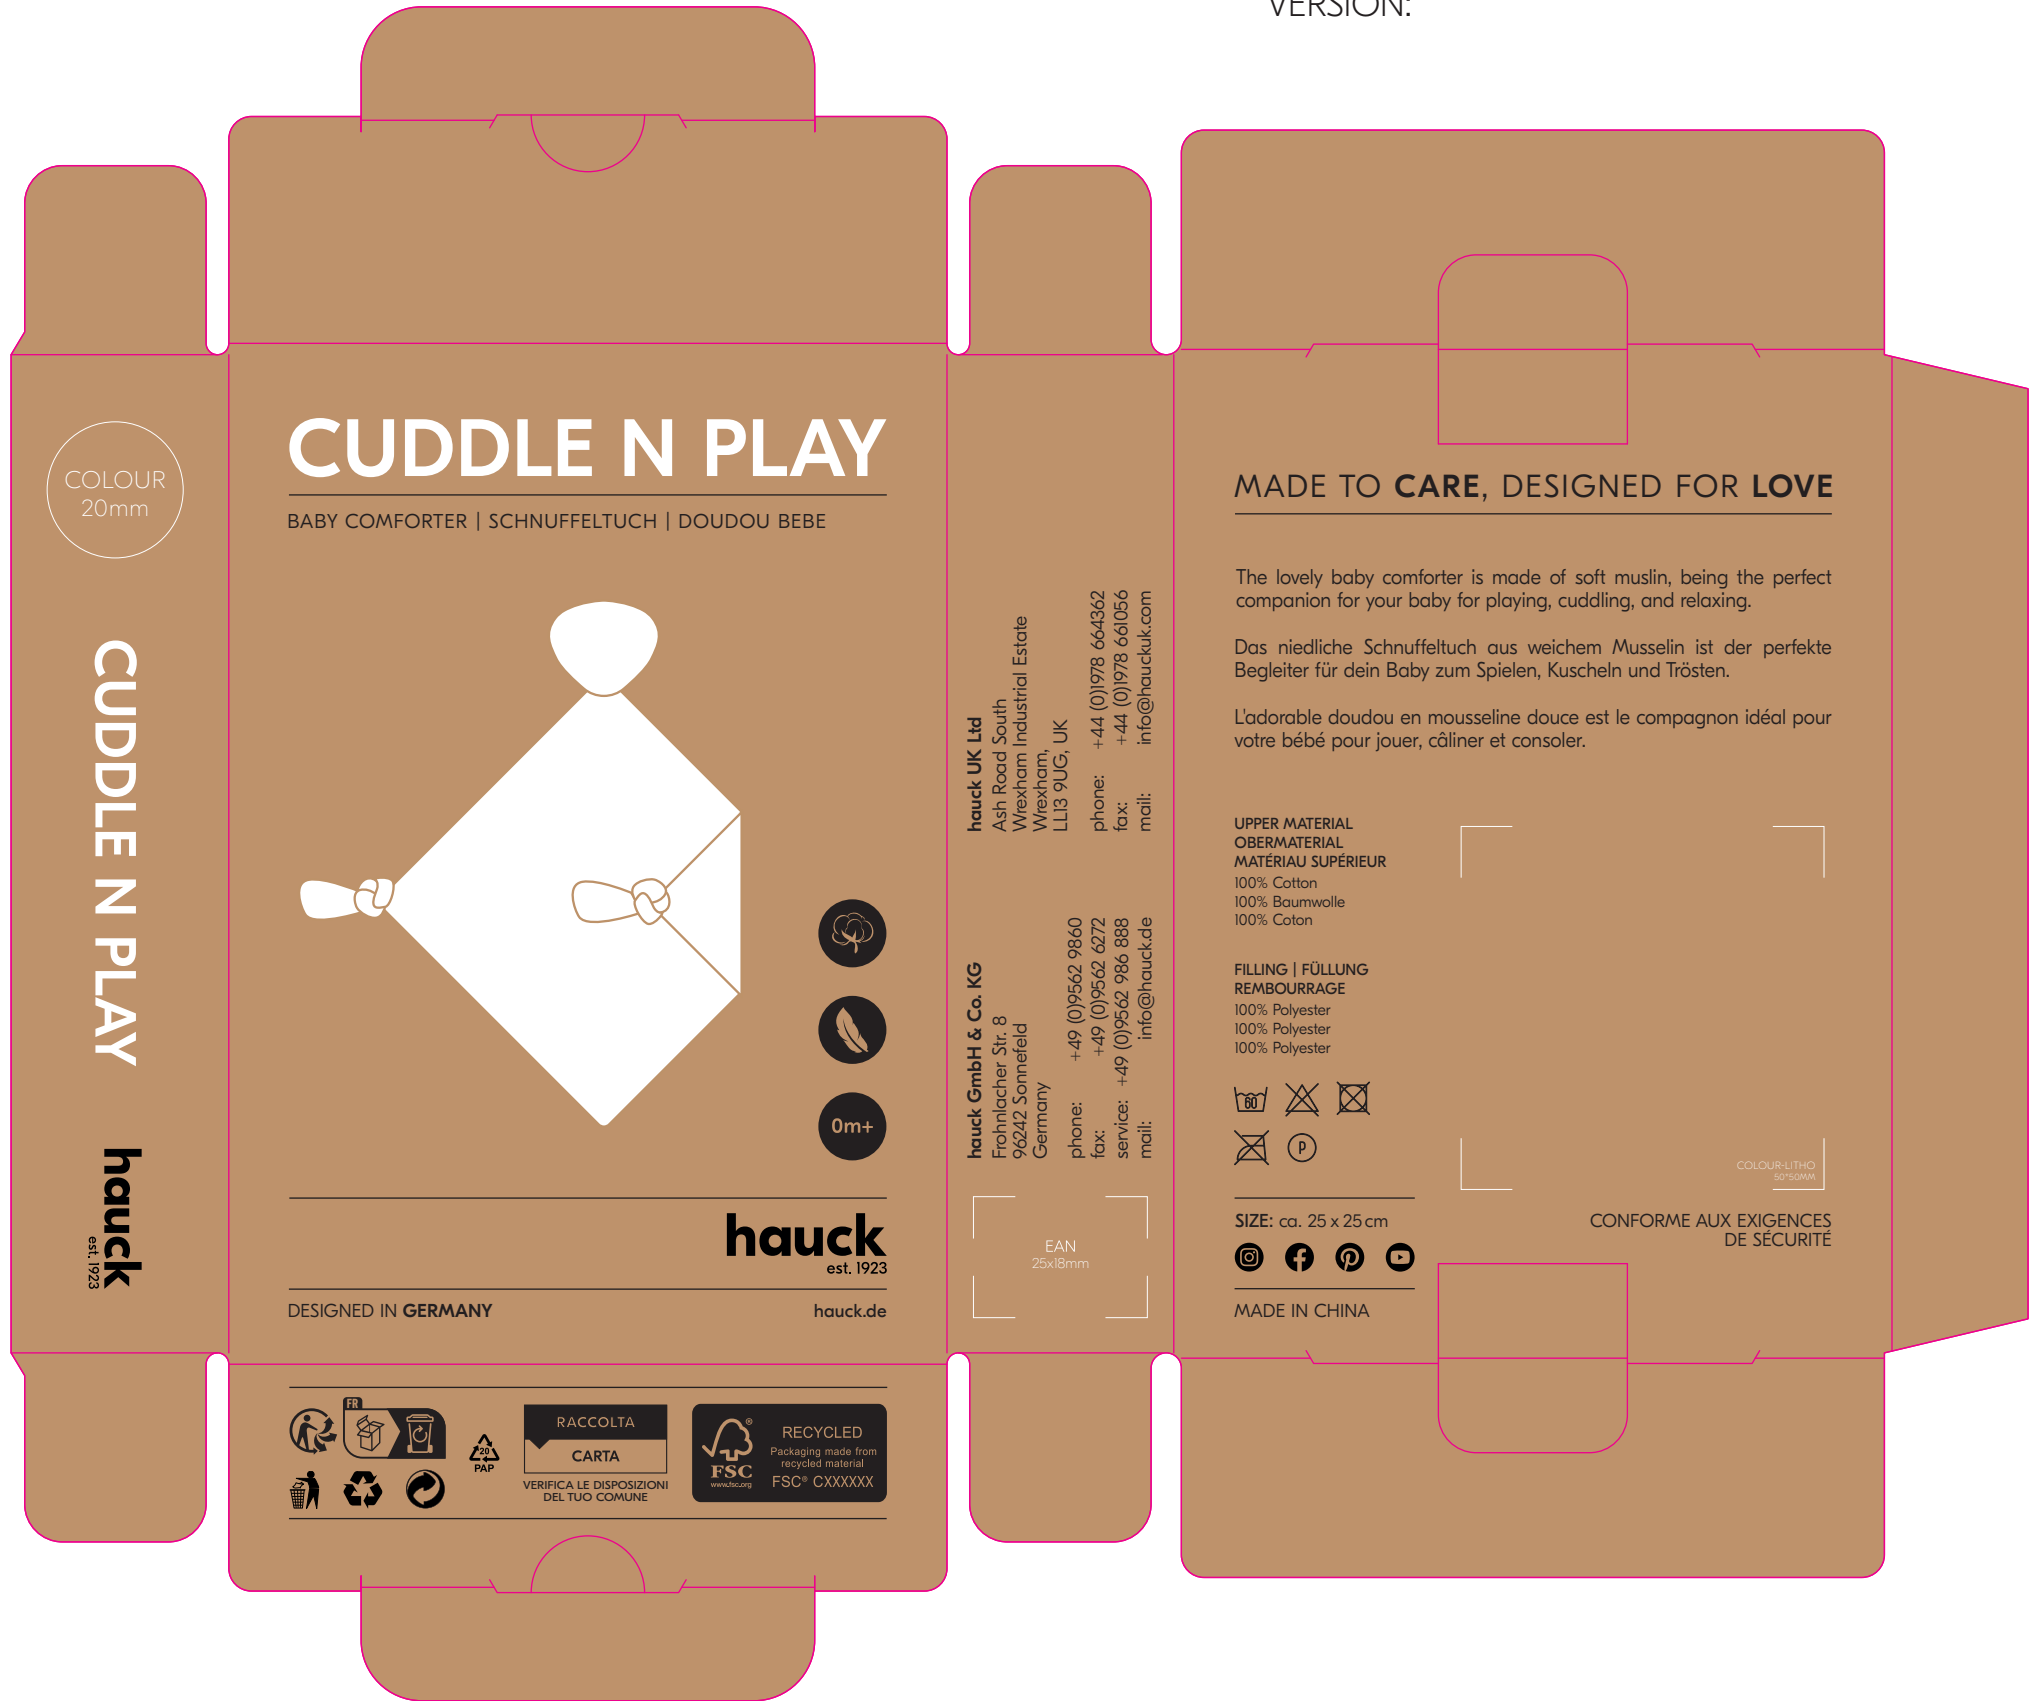 VERSION:
COLOUR
20mm
CUDDLE N PLAY
hauck
est. 1923
CUDDLE N PLAY
BABY COMFORTER | SCHNUFFELTUCH | DOUDOU BEBE
0m+
hauck
est. 1923
DESIGNED IN GERMANY
hauck.de
FR
20
PAP
RACCOLTA
CARTA
VERIFICA LE DISPOSIZIONI
DEL TUO COMUNE
FSC
www.fsc.org
®
RECYCLED
Packaging made from
recycled material
FSC® CXXXXXX
hauck UK Ltd
Ash Road South
Wrexham Industrial Estate
Wrexham,
LL13 9UG, UK
phone: +44 (0)1978 664362
fax: +44 (0)1978 661056
mail: info@hauckuk.com
hauck GmbH & Co. KG
Frohnlacher Str. 8
96242 Sonnefeld
Germany
phone: +49 (0)9562 9860
fax: +49 (0)9562 6272
service: +49 (0)9562 986 888
mail: info@hauck.de
EAN
25x18mm
MADE TO CARE, DESIGNED FOR LOVE
The lovely baby comforter is made of soft muslin, being the perfect
companion for your baby for playing, cuddling, and relaxing.
Das niedliche Schnuffeltuch aus weichem Musselin ist der perfekte
Begleiter für dein Baby zum Spielen, Kuscheln und Trösten.
L'adorable doudou en mousseline douce est le compagnon idéal pour
votre bébé pour jouer, câliner et consoler.
UPPER MATERIAL
OBERMATERIAL
MATÉRIAU SUPÉRIEUR
100% Cotton
100% Baumwolle
100% Coton
FILLING | FÜLLUNG
REMBOURRAGE
100% Polyester
100% Polyester
100% Polyester
60
P
COLOUR-LITHO
50*50MM
SIZE: ca. 25 x 25 cm
CONFORME AUX EXIGENCES
DE SÉCURITÉ
MADE IN CHINA